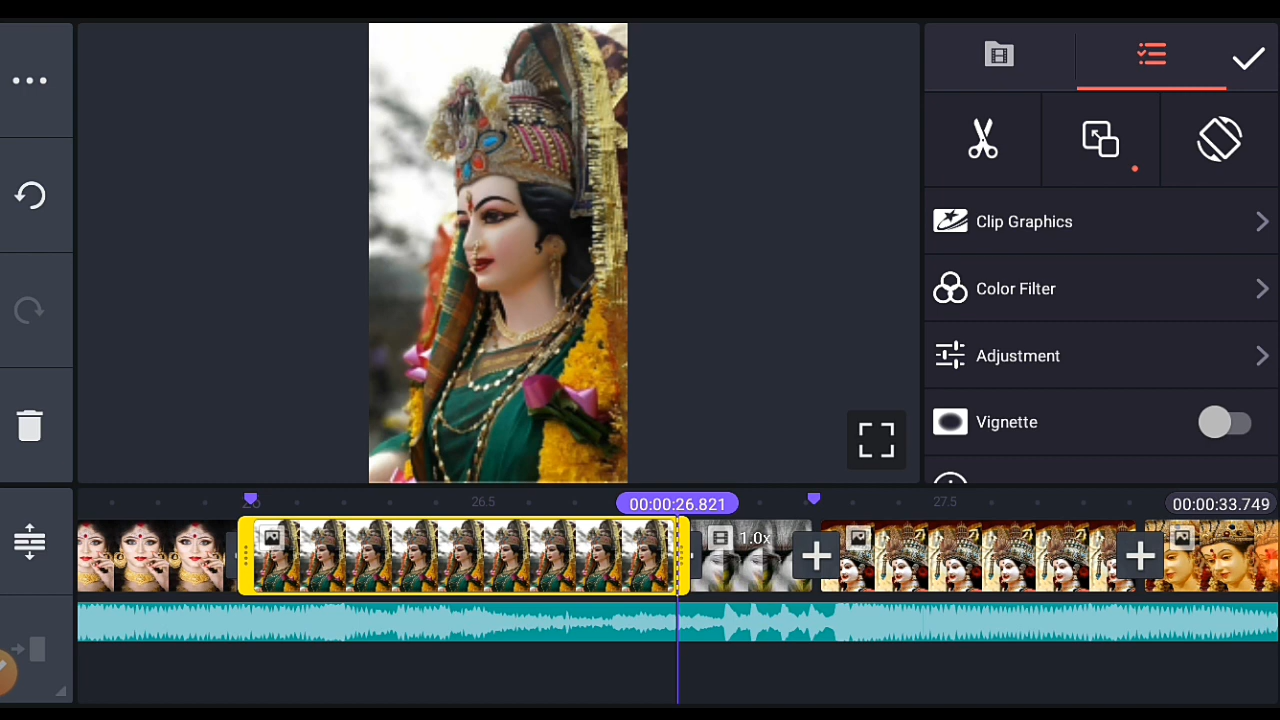 Clip Graphics
Color Filter
Adjustment
Vignette
26.5
00:00:26.821
27.5
00:00:33.749
1.0x